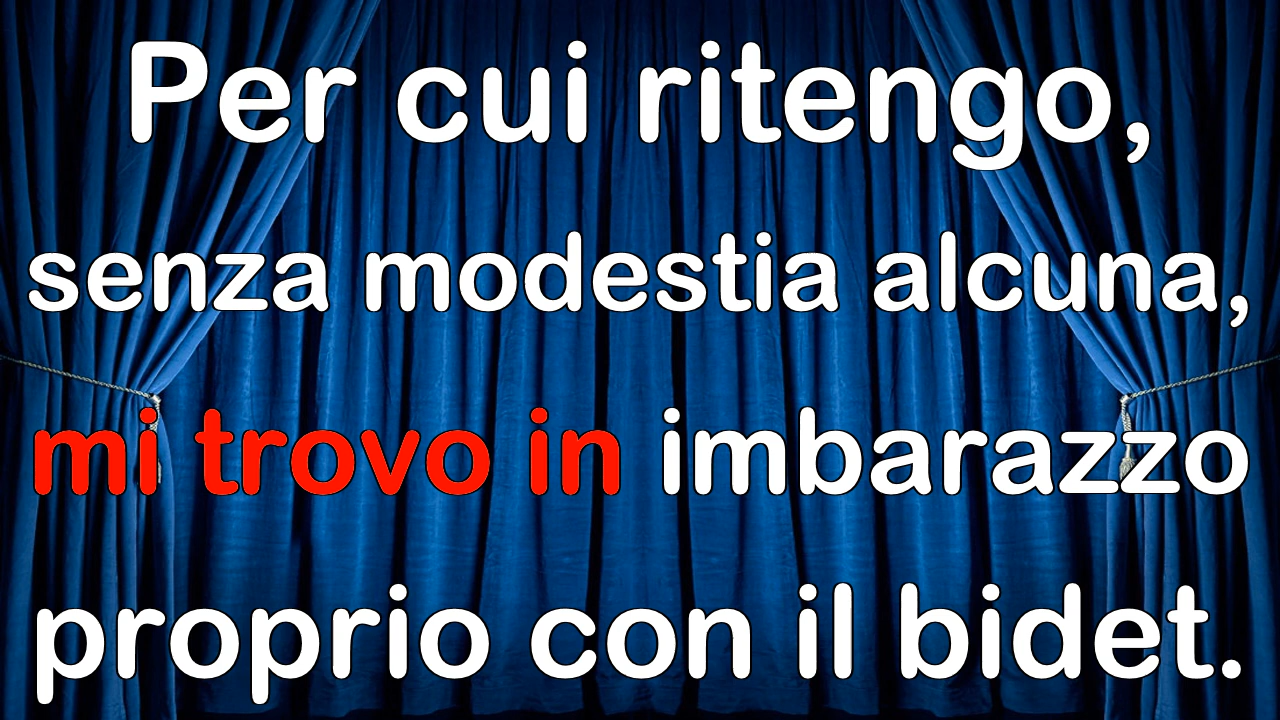 Per cui ritengo,
senza modestia alcuna,
mi trovo in imbarazzo
proprio con il bidet.